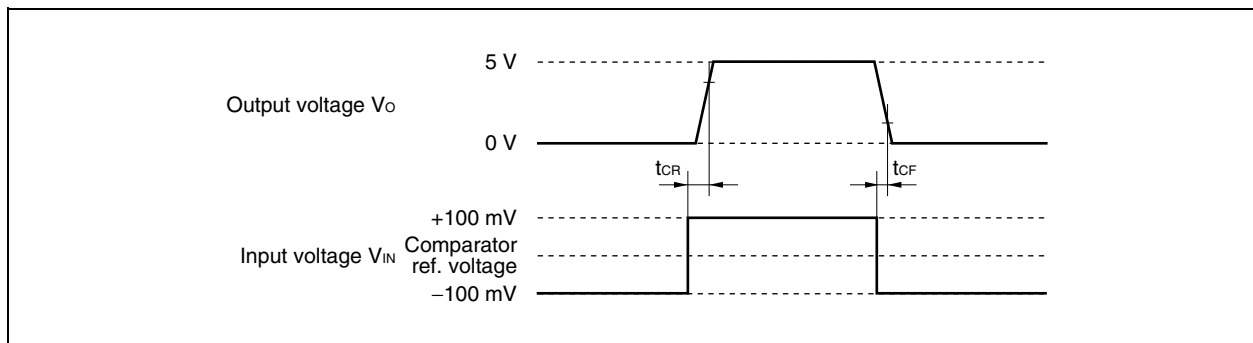 5 V
Output voltage VO
0 V
tCR
tCF
+100 mV
Input voltage VIN
Comparator
ref. voltage
−100 mV